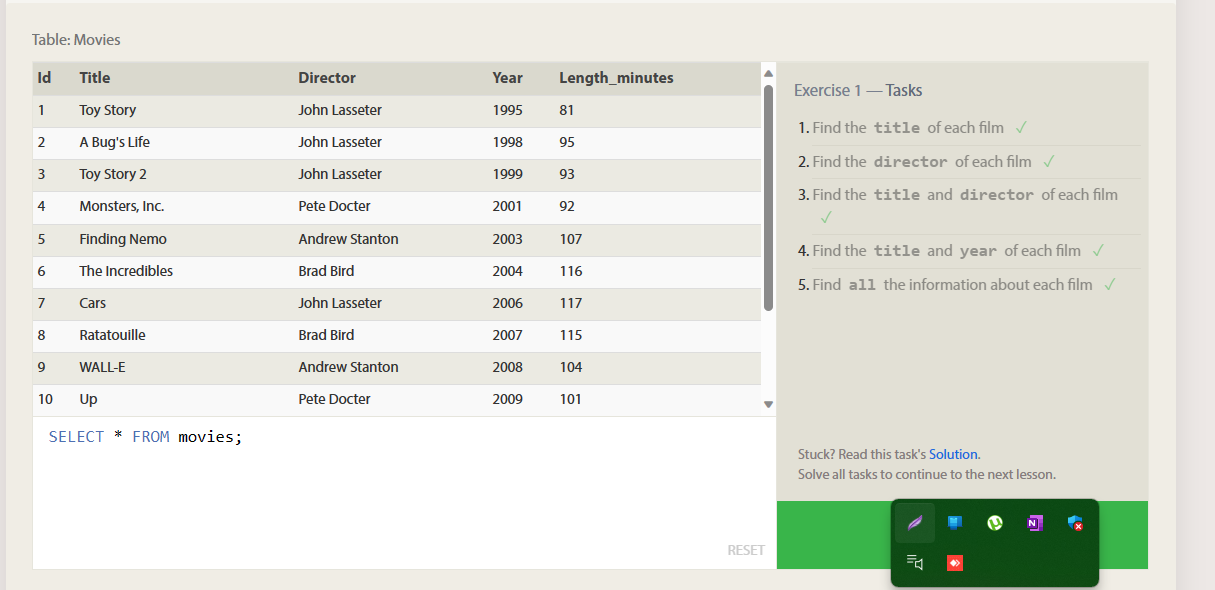 Table: Movies
Id Title Director Year Length_minutes
1 Toy Story John Lasseter 1995 81
2 A Bug's Life John Lasseter 1998 95
3 Toy Story 2 John Lasseter 1999 93
4 Monsters, Inc. Pete Docter 2001 92
5 Finding Nemo Andrew Stanton 2003 107
6 The Incredibles Brad Bird 2004 116
7 Cars John Lasseter 2006 117
8 Ratatouille Brad Bird 2007 115
9 WALL-E Andrew Stanton 2008 104
10 Up Pete Docter 2009 101
SELECT * FROM movies;
RESET
Exercise 1 — Tasks
1. Find the title of each film ✓
2. Find the director of each film ✓
3. Find the title and director of each film
✓
4. Find the title and year of each film ✓
5. Find all the information about each film ✓
Stuck? Read this task's Solution.
Solve all tasks to continue to the next lesson.
N